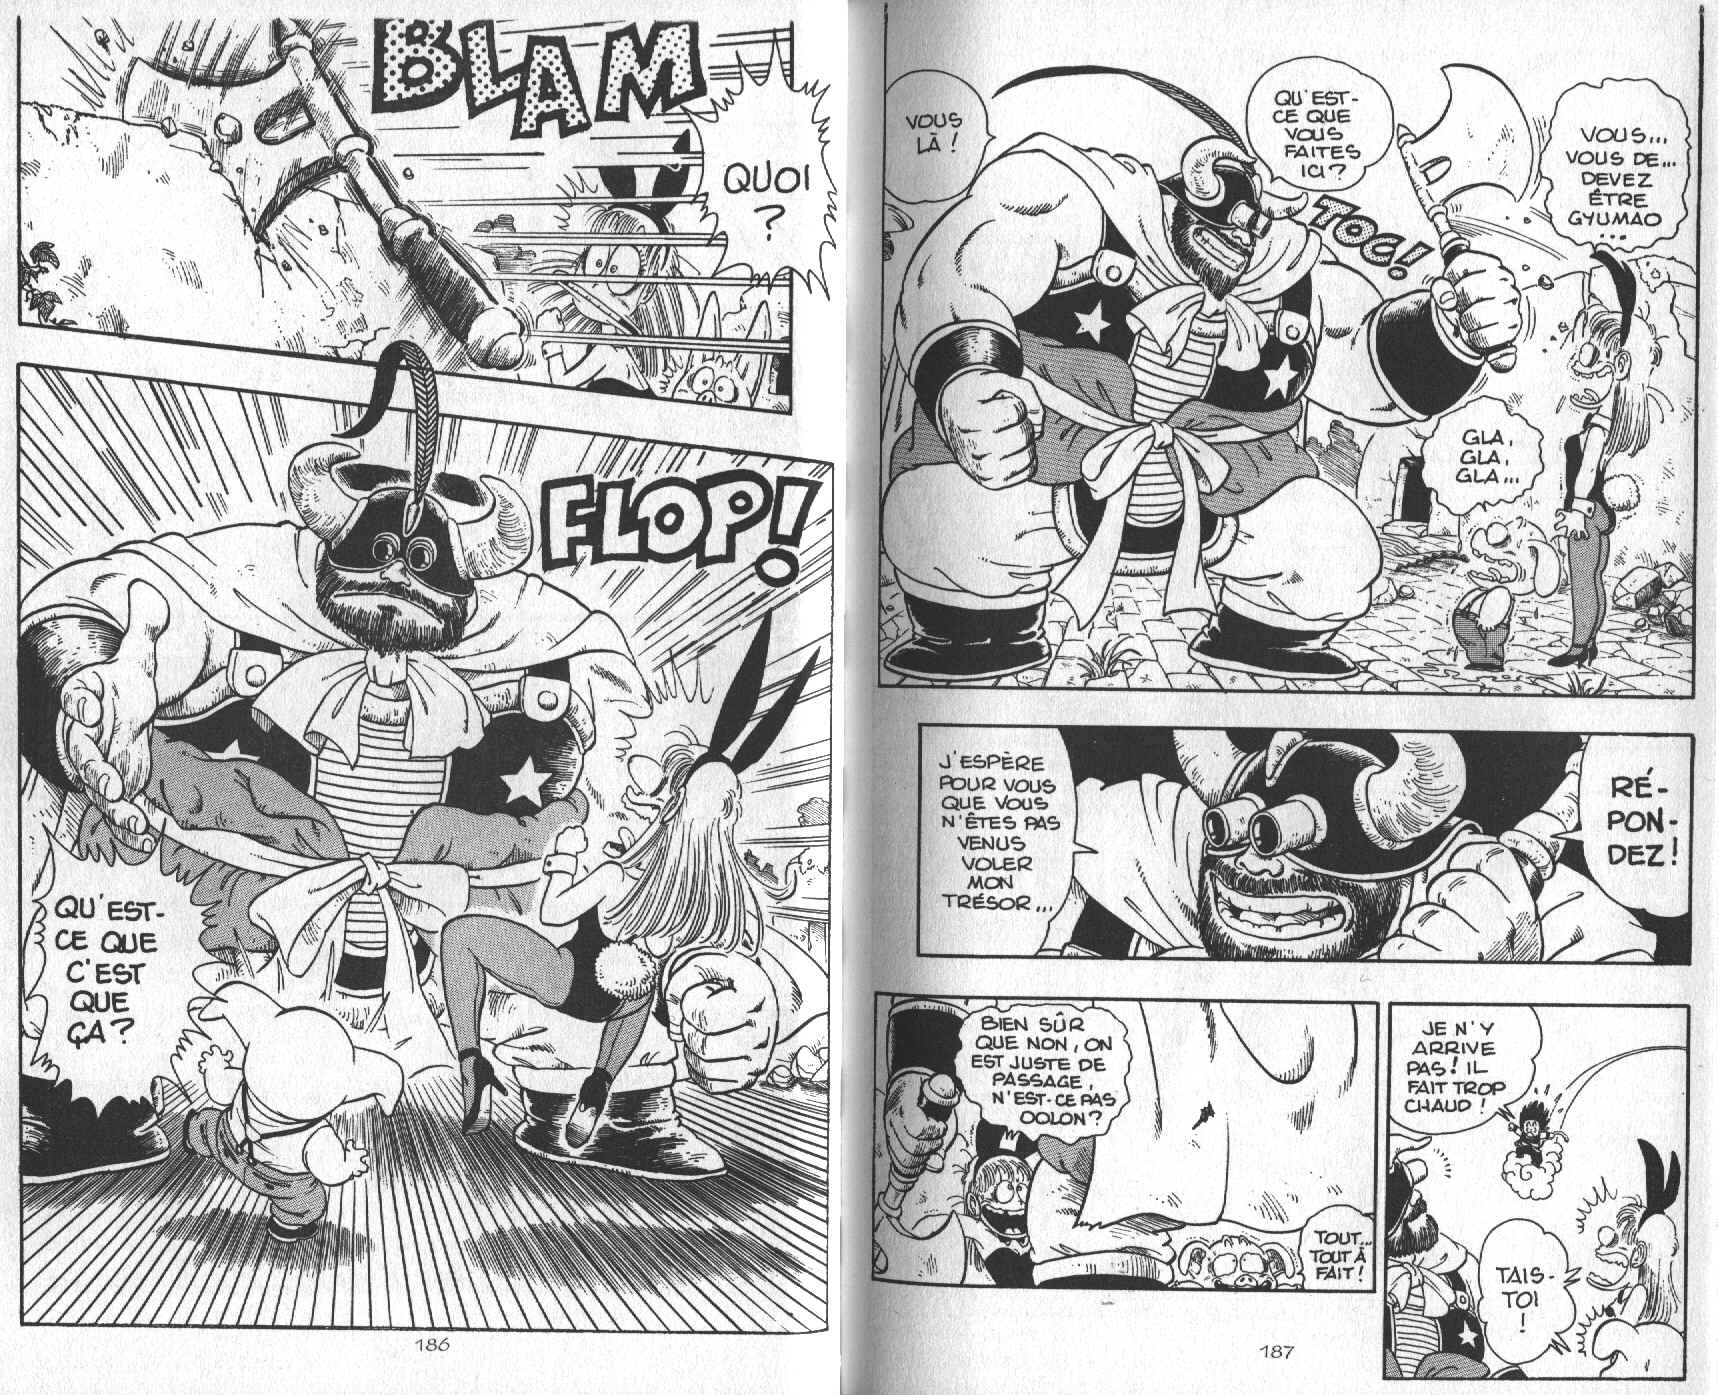 BLAM
QUOI
?
FLOP!
QU'EST-
CE QUE
C'EST
QUE
ÇA?
186
VOUS
LÀ!
QU'EST-
CE QUE
VOUS
FAITES
ICI?
TOC!
VOUS...
VOUS DE...
DEVEZ
ÊTRE
GYUMAO
...
GLA,
GLA,
GLA...
J'ESPÈRE
POUR VOUS
QUE VOUS
N'ÊTES PAS
VENUS
VOLER
MON
TRÉSOR...
RÉ-
PON-
DEZ!
BIEN SÛR
QUE NON, ON
EST JUSTE DE
PASSAGE,
N'EST-CE PAS
OOLON?
TOUT...
TOUT À
FAIT!
JE N'Y
ARRIVE
PAS! IL
FAIT TROP
CHAUD!
TAIS-
TOI
!
187